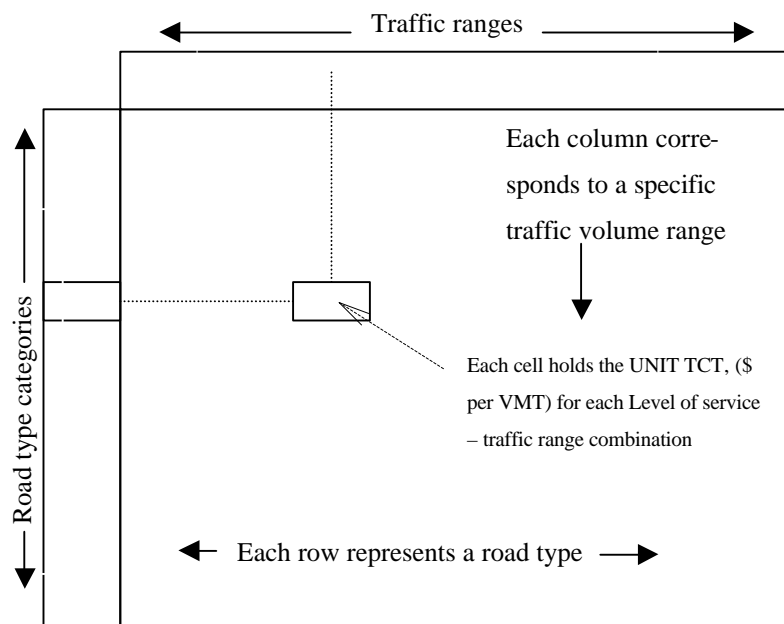 Traffic ranges
Each column corre-
sponds to a specific
traffic volume range
Road type categories
Each cell holds the UNIT TCT, ($
per VMT) for each Level of service
– traffic range combination
Each row represents a road type